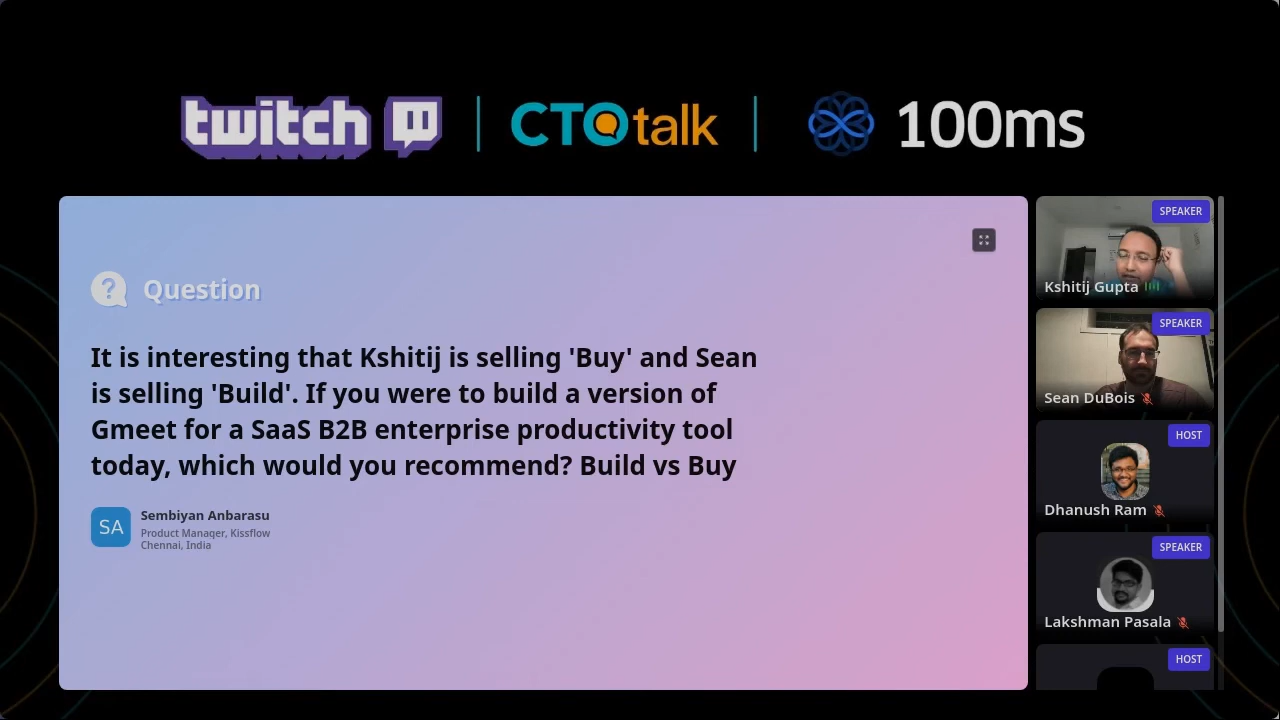 twitch
CTOtalk
100ms
Question
It is interesting that Kshitij is selling 'Buy' and Sean
is selling 'Build'. If you were to build a version of
Gmeet for a SaaS B2B enterprise productivity tool
today, which would you recommend? Build vs Buy
SA
Sembiyan Anbarasu
Product Manager, Kissflow
Chennai, India
SPEAKER
Kshitij Gupta
SPEAKER
Sean DuBois
HOST
Dhanush Ram
SPEAKER
Lakshman Pasala
HOST